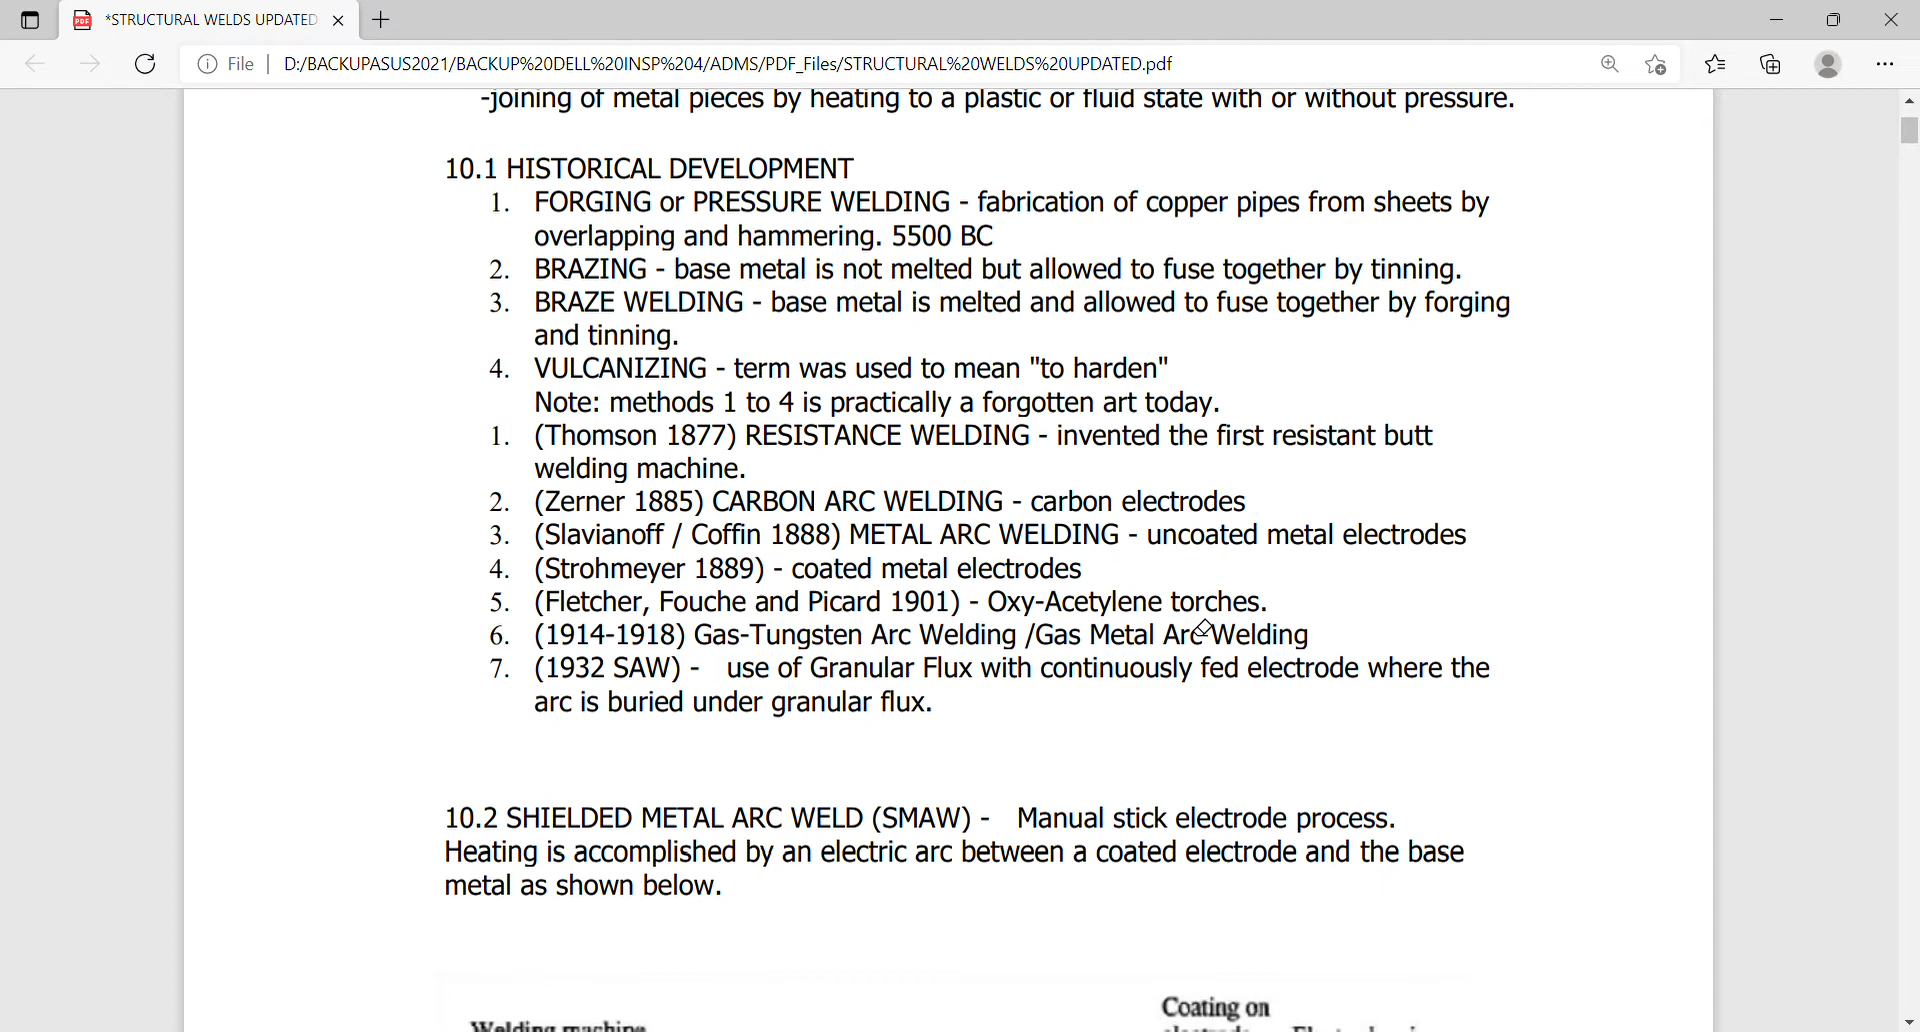 *STRUCTURAL WELDS UPDATED
File
D:/BACKUPASUS2021/BACKUP%20DELL%20INSP%204/ADMS/PDF_Files/STRUCTURAL%20WELDS%20UPDATED.pdf
-joining of metal pieces by heating to a plastic or fluid state with or without pressure.
10.1 HISTORICAL DEVELOPMENT
1. FORGING or PRESSURE WELDING - fabrication of copper pipes from sheets by
overlapping and hammering. 5500 BC
2. BRAZING - base metal is not melted but allowed to fuse together by tinning.
3. BRAZE WELDING - base metal is melted and allowed to fuse together by forging
and tinning.
4. VULCANIZING - term was used to mean "to harden"
Note: methods 1 to 4 is practically a forgotten art today.
1. (Thomson 1877) RESISTANCE WELDING - invented the first resistant butt
welding machine.
2. (Zerner 1885) CARBON ARC WELDING - carbon electrodes
3. (Slavianoff / Coffin 1888) METAL ARC WELDING - uncoated metal electrodes
4. (Strohmeyer 1889) - coated metal electrodes
5. (Fletcher, Fouche and Picard 1901) - Oxy-Acetylene torches.
6. (1914-1918) Gas-Tungsten Arc Welding /Gas Metal Arc Welding
7. (1932 SAW) - use of Granular Flux with continuously fed electrode where the
arc is buried under granular flux.
10.2 SHIELDED METAL ARC WELD (SMAW) - Manual stick electrode process.
Heating is accomplished by an electric arc between a coated electrode and the base
metal as shown below.
Coating on
Welding machine